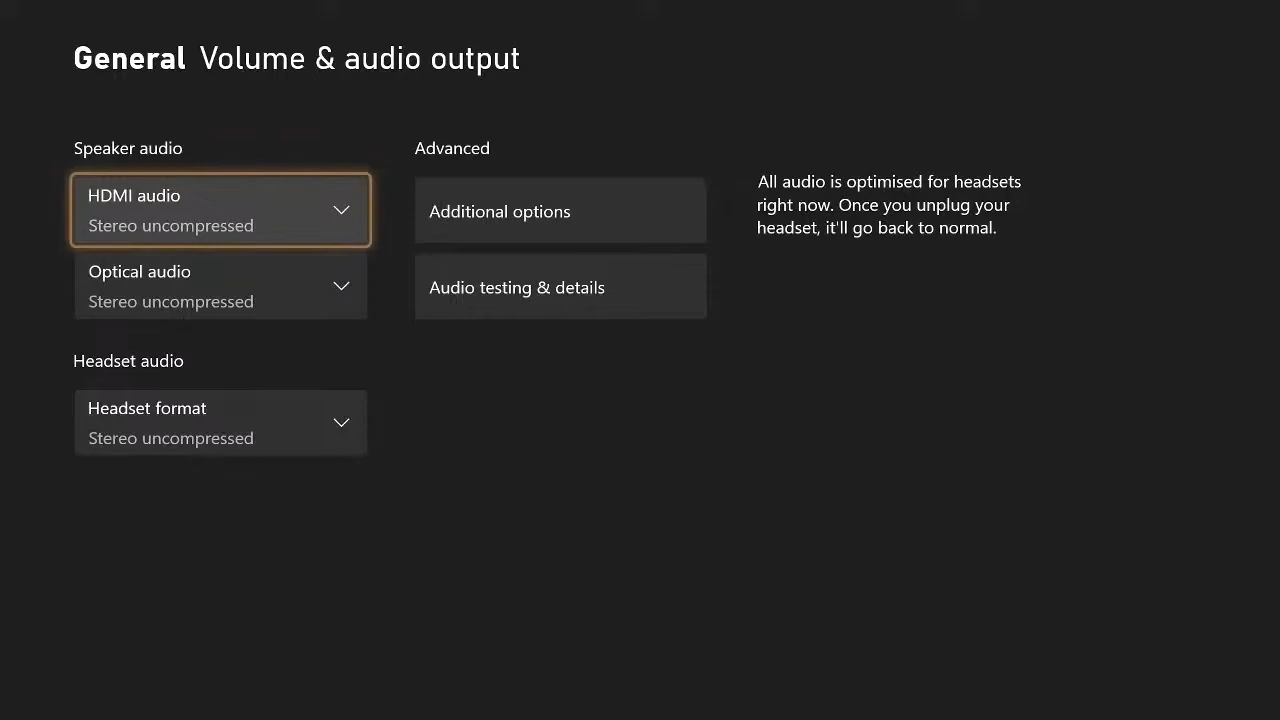 General Volume & audio output
Speaker audio
HDMI audio
Stereo uncompressed
Optical audio
Stereo uncompressed
Headset audio
Headset format
Stereo uncompressed
Advanced
Additional options
Audio testing & details
All audio is optimised for headsets
right now. Once you unplug your
headset, it'll go back to normal.